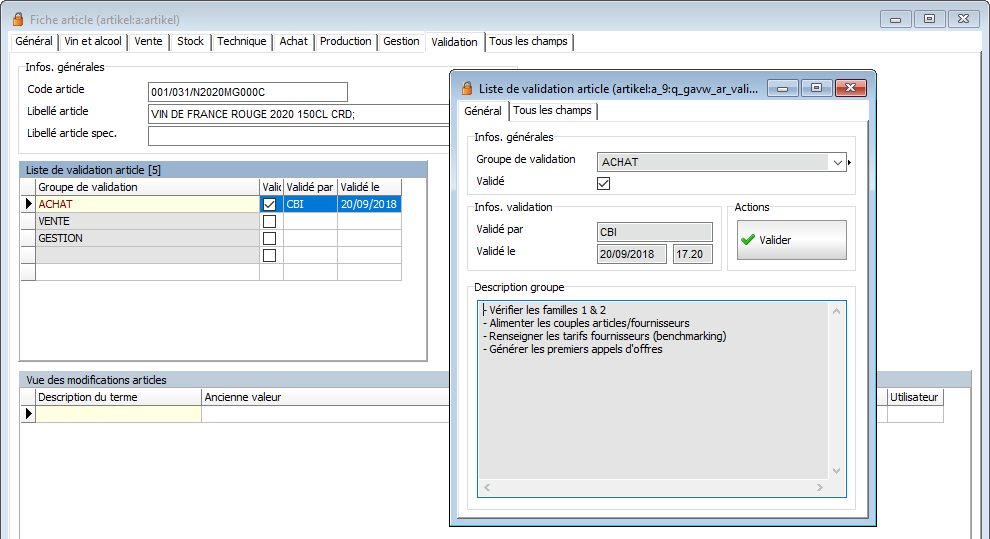 Fiche article (artikel:a:artikel)
Général Vin et alcool Vente Stock Technique Achat Production Gestion Validation Tous les champs
Infos. générales
Code article 001/031/N2020MG000C
Libellé article VIN DE FRANCE ROUGE 2020 150CL CRD;
Libellé article spec.
Liste de validation article [5]
Groupe de validation Valid Validé par Validé le
ACHAT CBI 20/09/2018
VENTE
GESTION
Vue des modifications articles
Description du terme Ancienne valeur Utilisateur
Liste de validation article (artikel:a_9:q_gavw_ar_vali...
Général Tous les champs
Infos. générales
Groupe de validation ACHAT
Validé
Infos. validation
Validé par CBI
Validé le 20/09/2018 17.20
Actions
Valider
Description groupe
- Vérifier les familles 1 & 2
- Alimenter les couples articles/fournisseurs
- Renseigner les tarifs fournisseurs (benchmarking)
- Générer les premiers appels d'offres